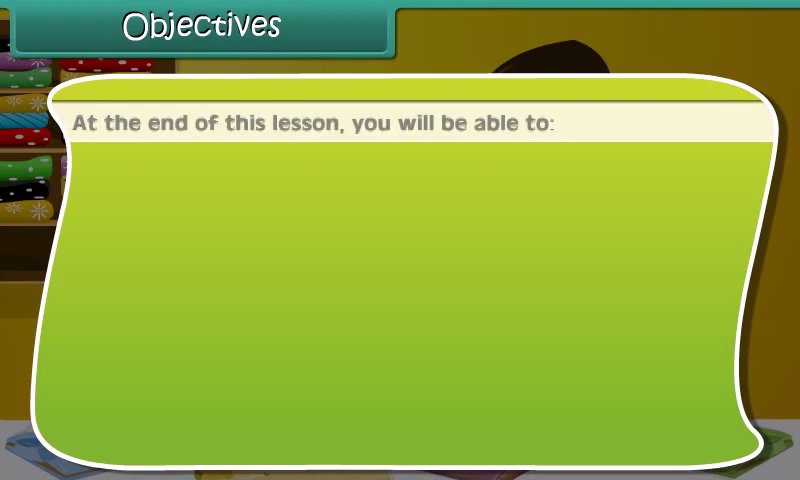 Objectives
At the end of this lesson, you will be able to: